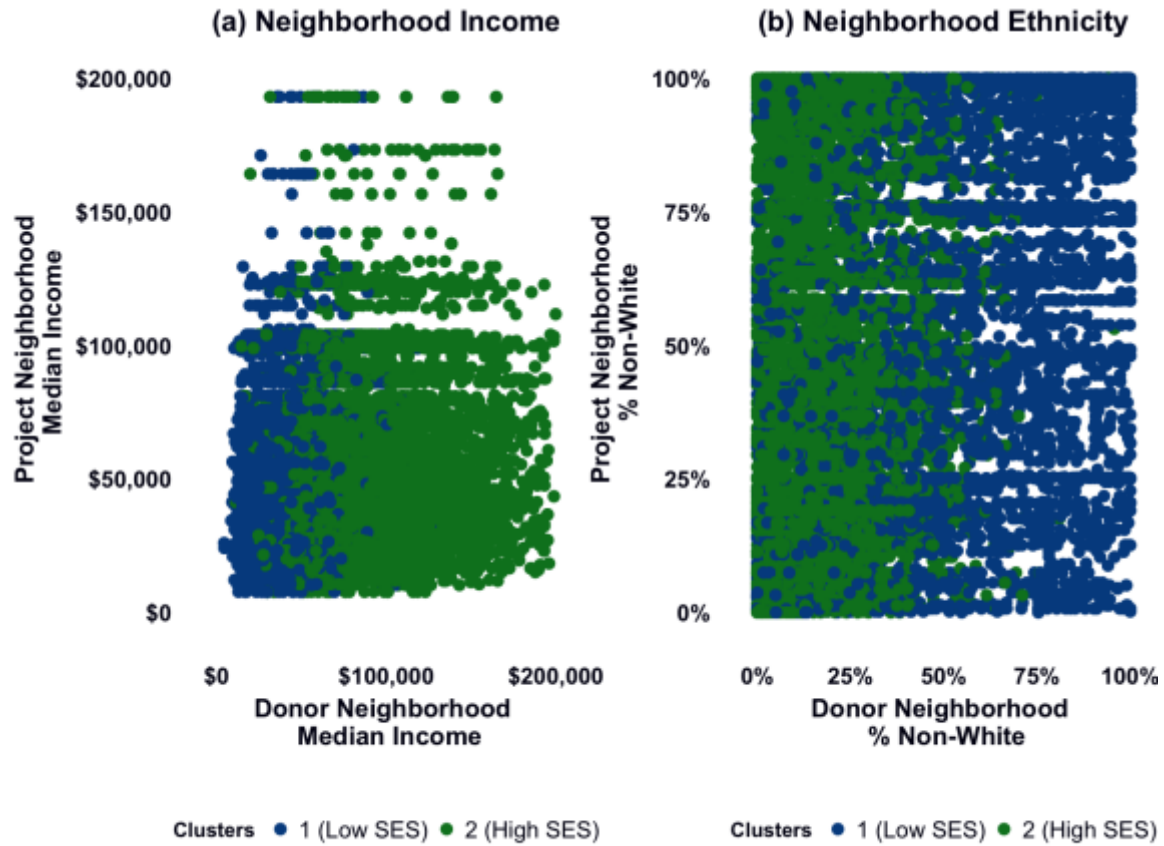 (a) Neighborhood Income
$200,000
$150,000
$100,000
$50,000
$0
Project Neighborhood
Median Income
$0
$100,000
$200,000
Donor Neighborhood
Median Income
Clusters 1 (Low SES) 2 (High SES)
(b) Neighborhood Ethnicity
100%
75%
50%
25%
0%
Project Neighborhood
% Non-White
0%
25%
50%
75%
100%
Donor Neighborhood
% Non-White
Clusters 1 (Low SES) 2 (High SES)